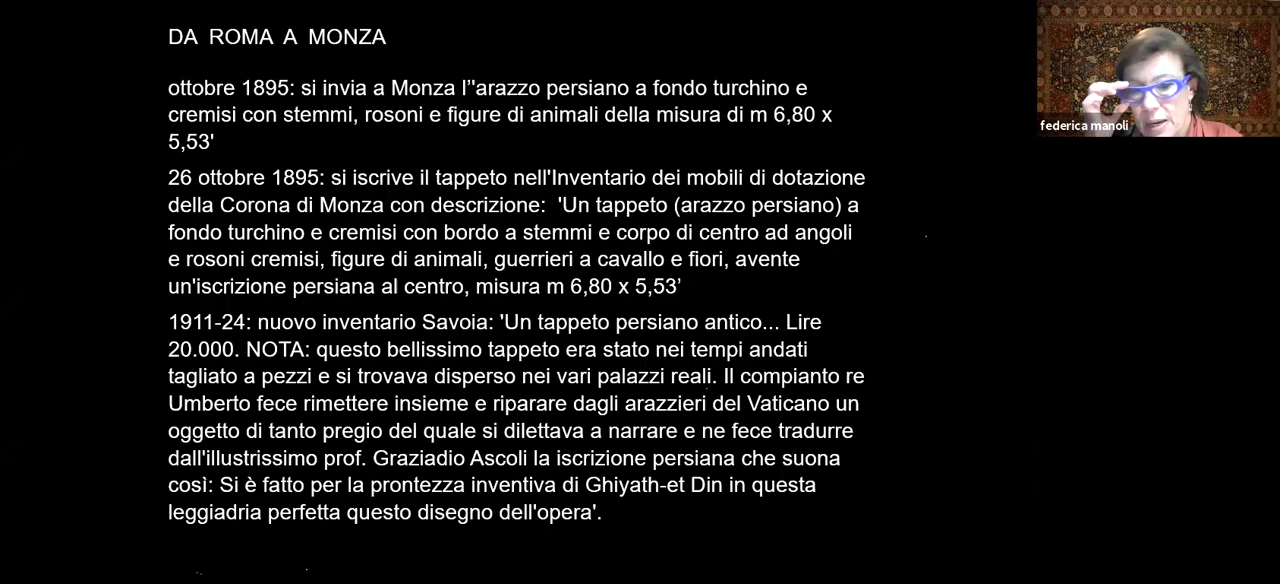 DA ROMA A MONZA
ottobre 1895: si invia a Monza l''arazzo persiano a fondo turchino e
cremisi con stemmi, rosoni e figure di animali della misura di m 6,80 x
5,53'
26 ottobre 1895: si iscrive il tappeto nell'Inventario dei mobili di dotazione
della Corona di Monza con descrizione: 'Un tappeto (arazzo persiano) a
fondo turchino e cremisi con bordo a stemmi e corpo di centro ad angoli
e rosoni cremisi, figure di animali, guerrieri a cavallo e fiori, avente
un'iscrizione persiana al centro, misura m 6,80 x 5,53’
1911-24: nuovo inventario Savoia: 'Un tappeto persiano antico... Lire
20.000. NOTA: questo bellissimo tappeto era stato nei tempi andati
tagliato a pezzi e si trovava disperso nei vari palazzi reali. Il compianto re
Umberto fece rimettere insieme e riparare dagli arazzieri del Vaticano un
oggetto di tanto pregio del quale si dilettava a narrare e ne fece tradurre
dall'illustrissimo prof. Graziadio Ascoli la iscrizione persiana che suona
così: Si è fatto per la prontezza inventiva di Ghiyath-et Din in questa
leggiadria perfetta questo disegno dell'opera'.
federica manoli